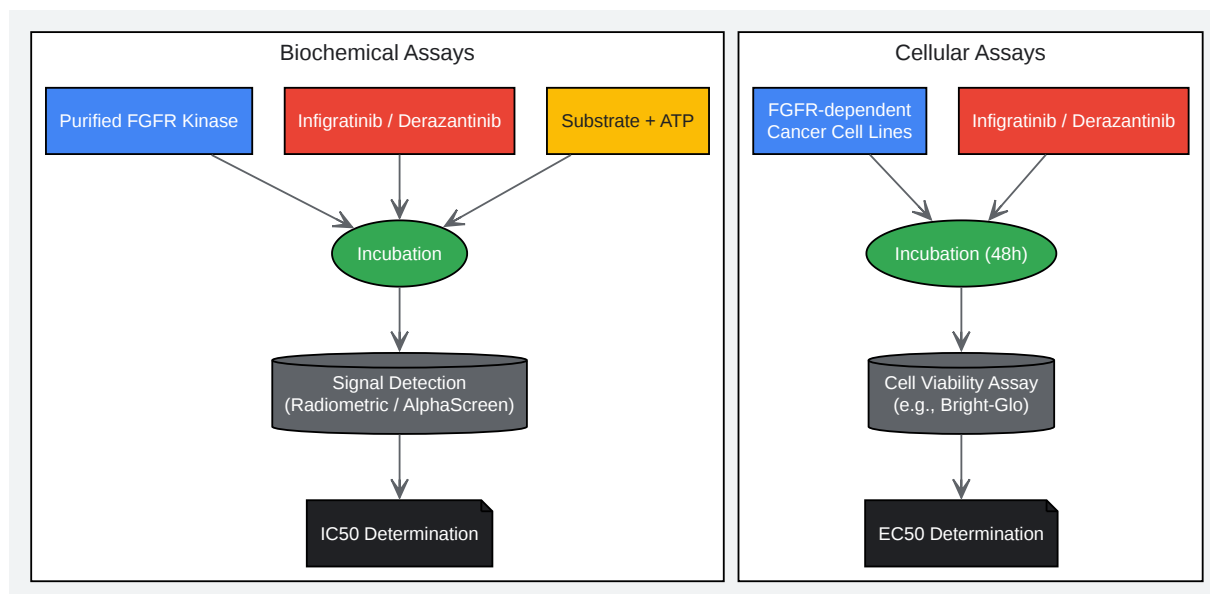 Biochemical Assays
Purified FGFR Kinase
Infigratinib / Derazantinib
Substrate + ATP
Incubation
Signal Detection
(Radiometric / AlphaScreen)
IC50 Determination
Cellular Assays
FGFR-dependent
Cancer Cell Lines
Infigratinib / Derazantinib
Incubation (48h)
Cell Viability Assay
(e.g., Bright-Glo)
EC50 Determination